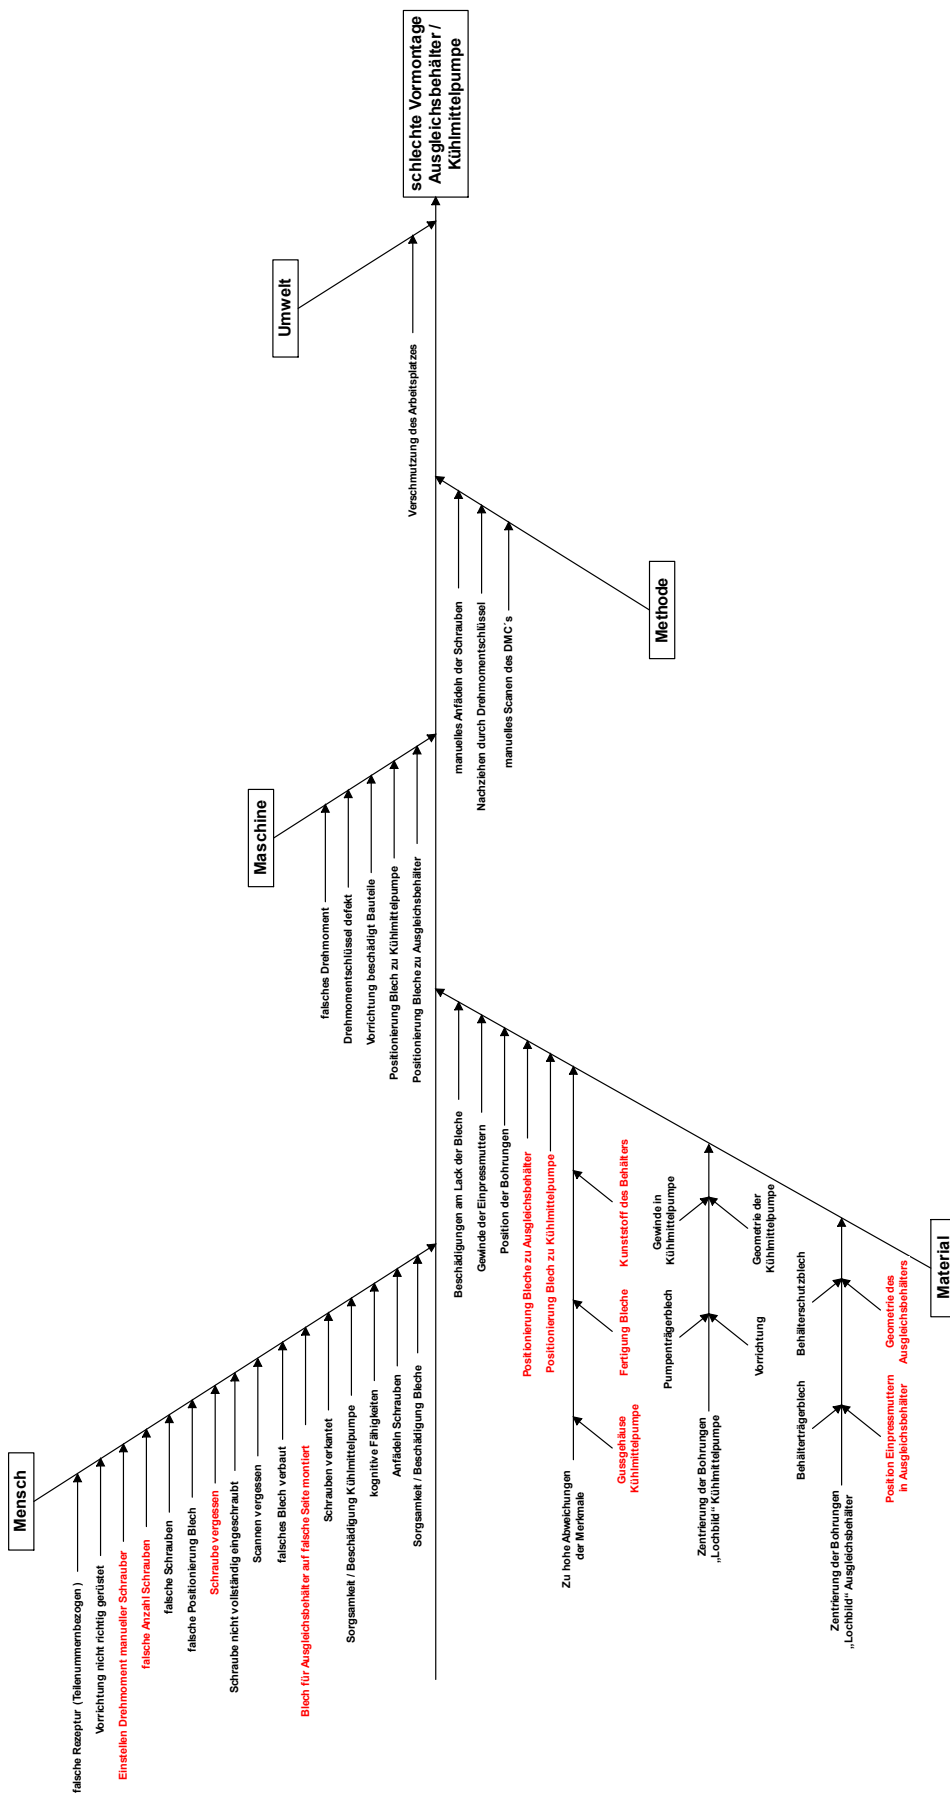 Mensch
falsche Rezeptur (Teilenummernbezogen)
Vorrichtung nicht richtig gerüstet
Einstellen Drehmoment manueller Schrauber
falsche Anzahl Schrauben
falsche Schrauben
falsche Positionierung Blech
Schraube vergessen
Schraube nicht vollständig eingeschraubt
Scannen vergessen
falsches Blech verbaut
Blech für Ausgleichsbehälter auf falsche Seite montiert
Schrauben verkantet
Sorgsamkeit / Beschädigung Kühlmittelpumpe
kognitive Fähigkeiten
Anfädeln Schrauben
Sorgsamkeit / Beschädigung Bleche
Maschine
falsches Drehmoment
Drehmomentschlüssel defekt
Vorrichtung beschädigt Bauteile
Positionierung Blech zu Kühlmittelpumpe
Positionierung Bleche zu Ausgleichsbehälter
Umwelt
Verschmutzung des Arbeitsplatzes
schlechte Vormontage
Ausgleichsbehälter /
Kühlmittelpumpe
Beschädigungen am Lack der Bleche
Gewinde der Einpressmuttern
Position der Bohrungen
Positionierung Bleche zu Ausgleichsbehälter
Positionierung Blech zu Kühlmittelpumpe
Zu hohe Abweichungen
der Merkmale
Gussgehäuse
Kühlmittelpumpe
Fertigung Bleche
Kunststoff des Behälters
Zentrierung der Bohrungen
„Lochbild“ Kühlmittelpumpe
Pumpenträgerblech
Gewinde in
Kühlmittelpumpe
Vorrichtung
Geometrie der
Kühlmittelpumpe
Zentrierung der Bohrungen
„Lochbild“ Ausgleichsbehälter
Behälterträgerblech
Behälterschutzblech
Position Einpressmuttern
in Ausgleichsbehälter
Geometrie des
Ausgleichsbehälters
Material
manuelles Anfädeln der Schrauben
Nachziehen durch Drehmomentschlüssel
manuelles Scanen des DMC´s
Methode